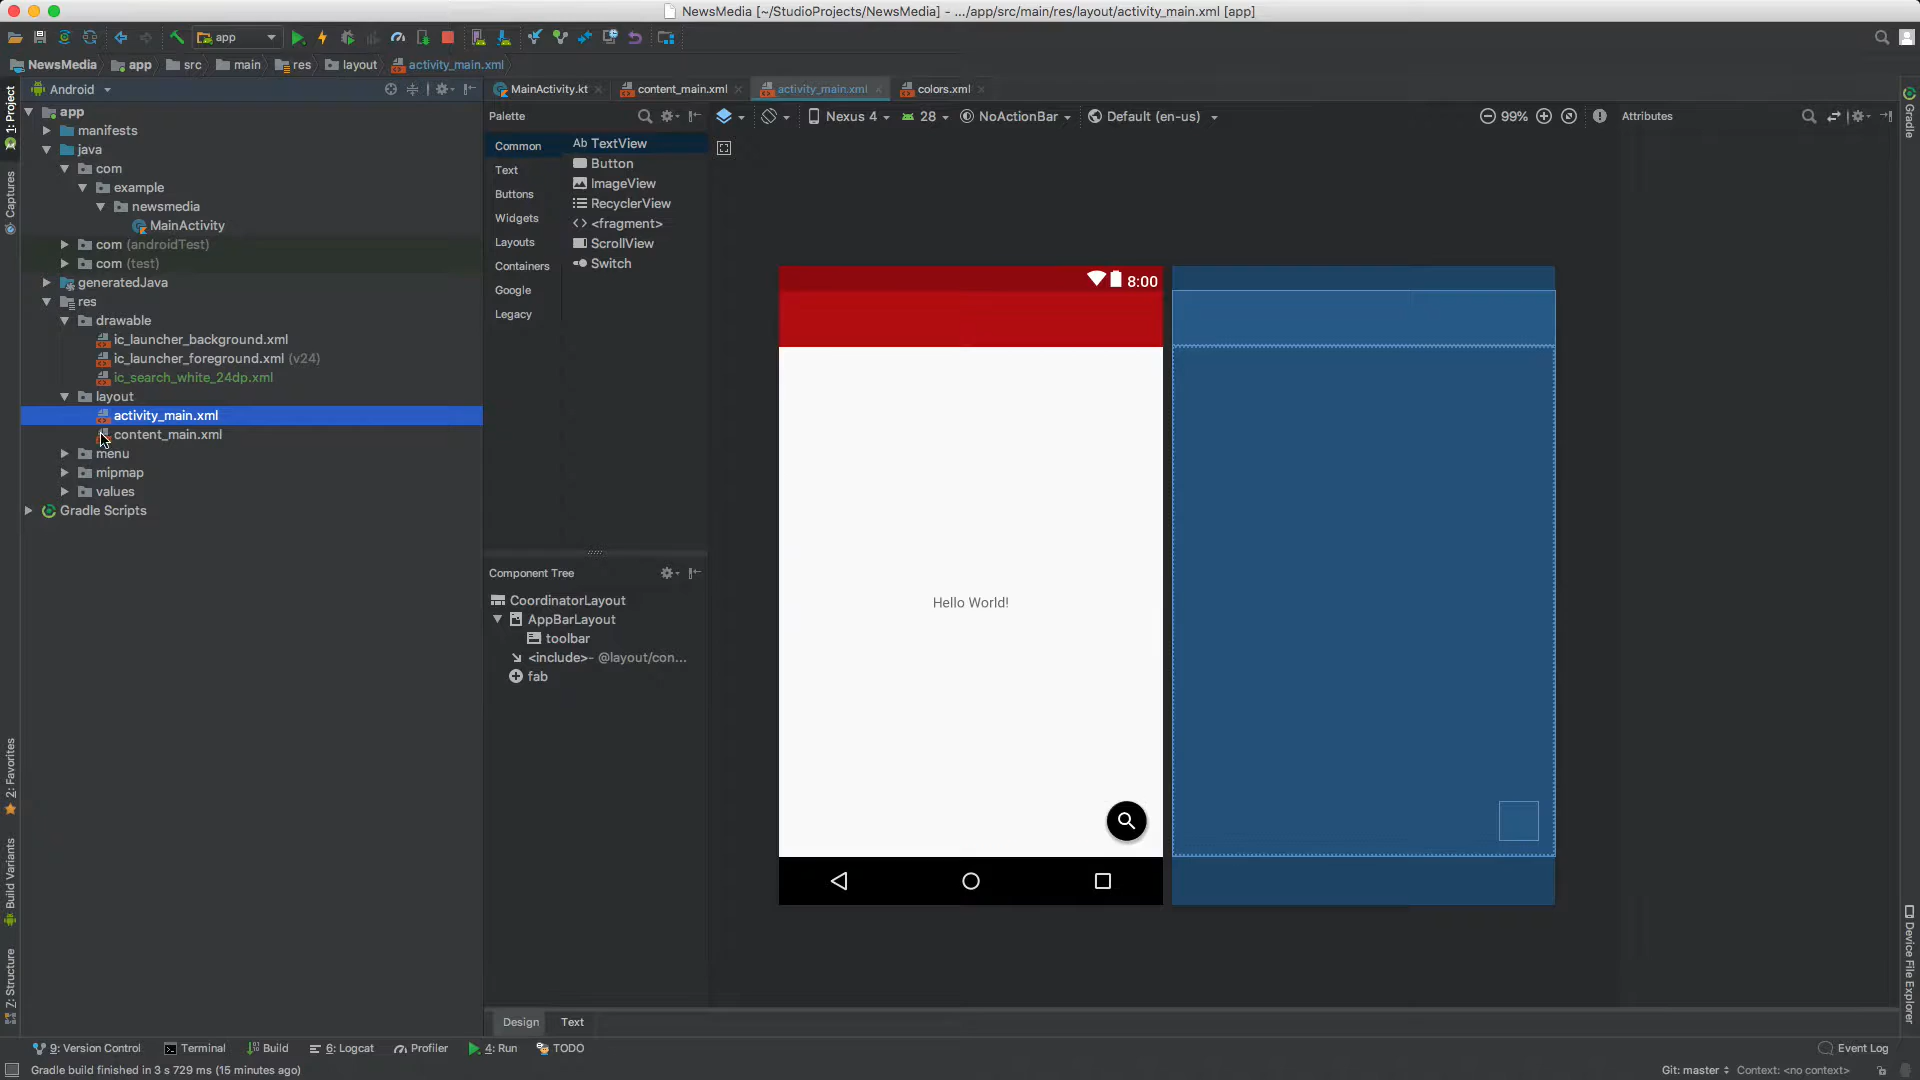 NewsMedia [~/StudioProjects/NewsMedia] - .../app/src/main/res/layout/activity_main.xml [app]
app
NewsMedia app src main res layout activity_main.xml
1: Project
Captures
2: Favorites
Build Variants
Z: Structure
Android
app
manifests
java
com
example
newsmedia
MainActivity
com (androidTest)
com (test)
generatedJava
res
drawable
ic_launcher_background.xml
ic_launcher_foreground.xml (v24)
ic_search_white_24dp.xml
layout
activity_main.xml
content_main.xml
menu
mipmap
values
Gradle Scripts
MainActivity.kt content_main.xml activity_main.xml colors.xml
Palette
Common
Text
Buttons
Widgets
Layouts
Containers
Google
Legacy
Ab TextView
Button
ImageView
RecyclerView
<> <fragment>
ScrollView
Switch
Nexus 4 28 NoActionBar Default (en-us) 99% Attributes
8:00
Hello World!
Component Tree
CoordinatorLayout
AppBarLayout
toolbar
<include>- @layout/con...
fab
Design Text
Gradle
Device File Explorer
9: Version Control Terminal Build 6: Logcat Profiler 4: Run TODO Event Log
Gradle build finished in 3 s 729 ms (15 minutes ago) Git: master Context: <no context>